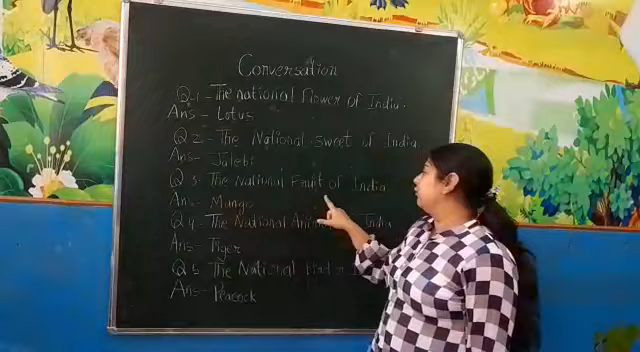 Conversation
Q.1 - The national flower of India.
Ans - Lotus
Q 2 - The National sweet of India
Ans - Jalebi
Q 3 - The National Fruit of India
Ans - Mango
Q 4 - The National India
Ans - Tiger
Q 5 The National Bird
Ans - Peacock